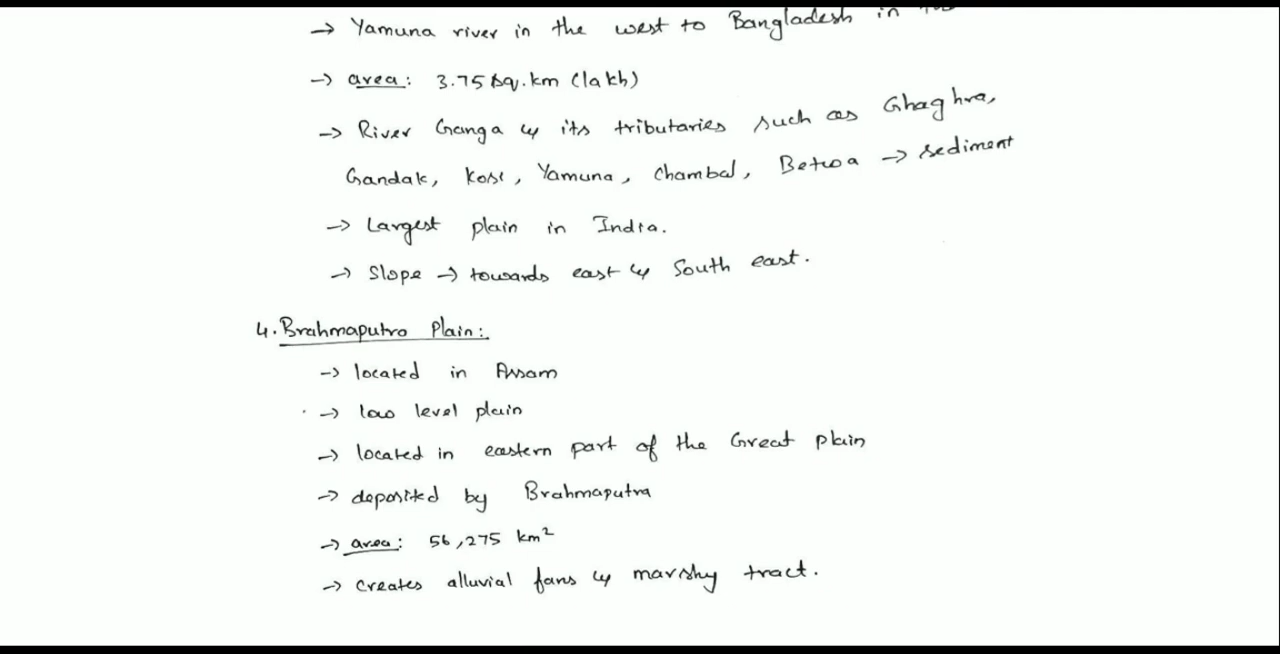 → Yamuna river in the west to Bangladesh in
→ area: 3.75 sq.km (lakh)
→ River Ganga & its tributaries such as Ghaghra,
Gandak, Kosi, Yamuna, Chambal, Betwa → sediment
→ Largest plain in India.
→ Slope → towards east & South east.
4. Brahmaputra Plain:
→ located in Assam
→ low level plain
→ located in eastern part of the Great plain
→ deposited by Brahmaputra
→ area: 56,275 km²
→ Creates alluvial fans & marshy tract.